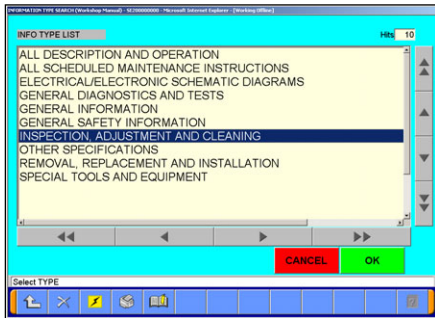 INFORMATION TYPE SEARCH (Workshop Manual) - SE200000000 - Microsoft Internet Explorer - [Working Offline]
INFO TYPE LIST
Hits 10
ALL DESCRIPTION AND OPERATION
ALL SCHEDULED MAINTENANCE INSTRUCTIONS
ELECTRICAL/ELECTRONIC SCHEMATIC DIAGRAMS
GENERAL DIAGNOSTICS AND TESTS
GENERAL INFORMATION
GENERAL SAFETY INFORMATION
INSPECTION, ADJUSTMENT AND CLEANING
OTHER SPECIFICATIONS
REMOVAL, REPLACEMENT AND INSTALLATION
SPECIAL TOOLS AND EQUIPMENT
CANCEL OK
Select TYPE